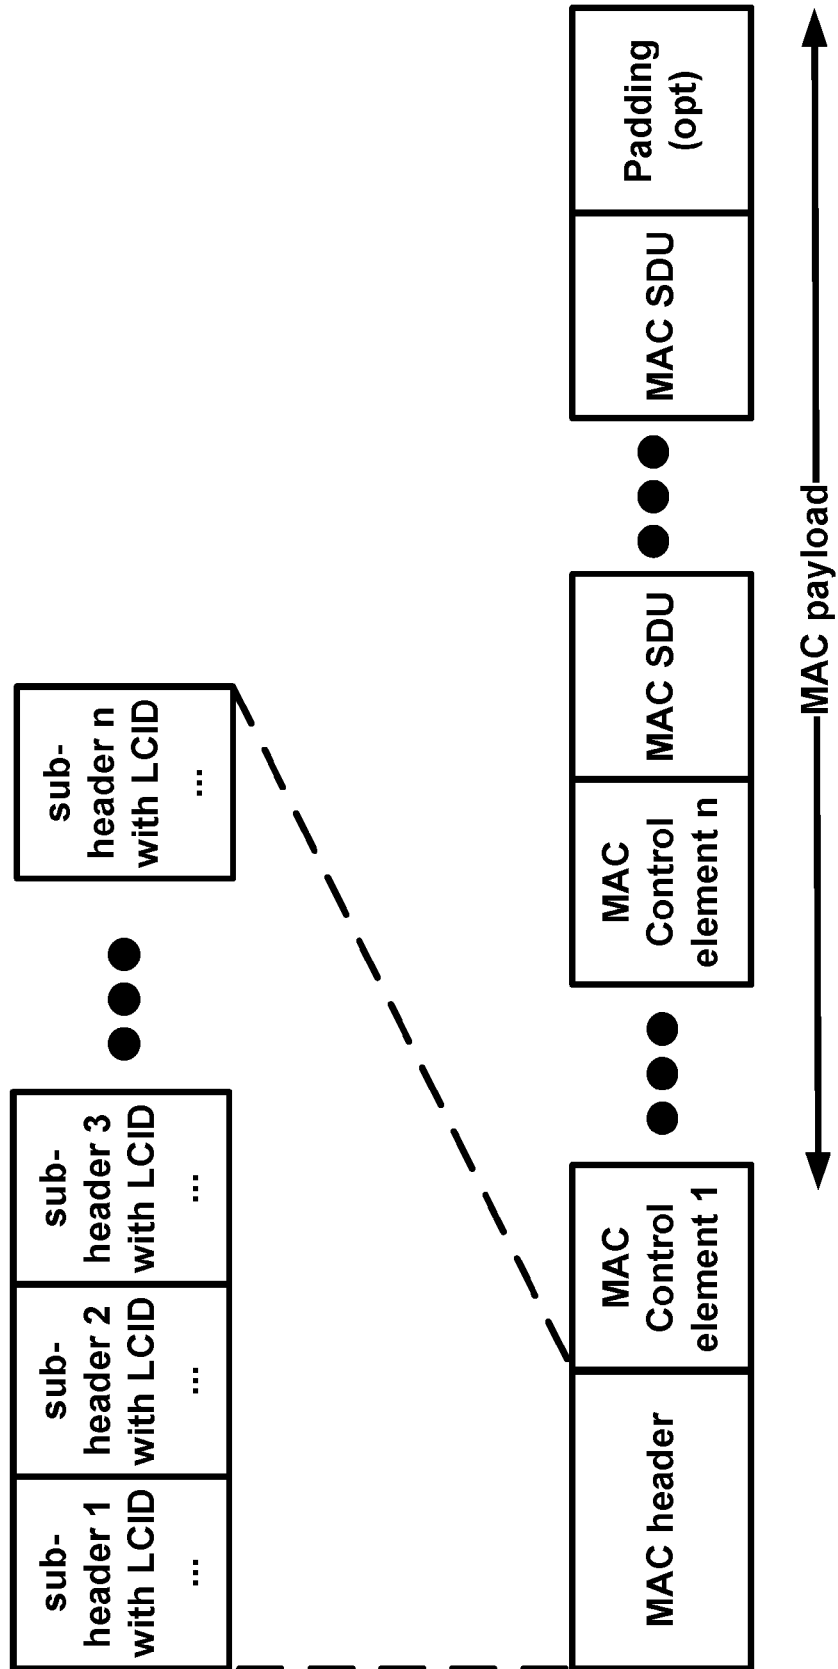 sub-
header 1
with LCID
...
sub-
header 2
with LCID
...
sub-
header 3
with LCID
...
sub-
header n
with LCID
...
MAC header
MAC
Control
element 1
MAC
Control
element n
MAC SDU
MAC SDU
Padding
(opt)
MAC payload